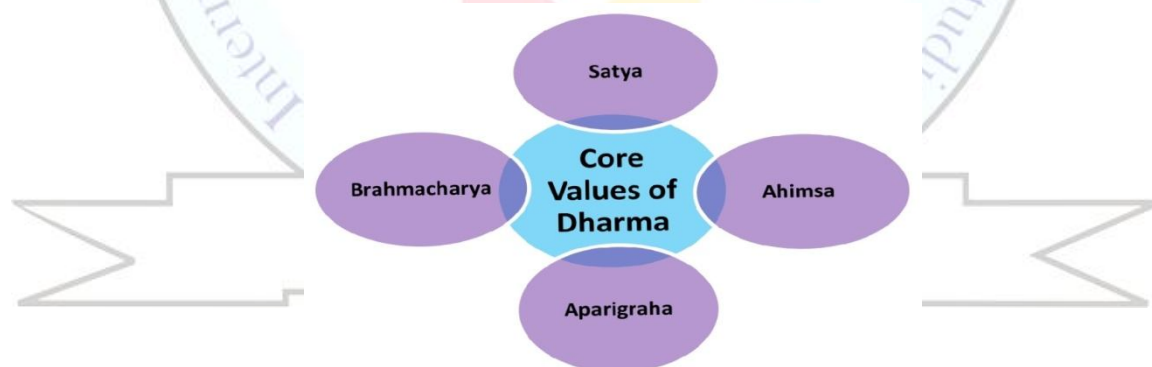 Satya
Brahmacharya
Core
Values of
Dharma
Ahimsa
Aparigraha